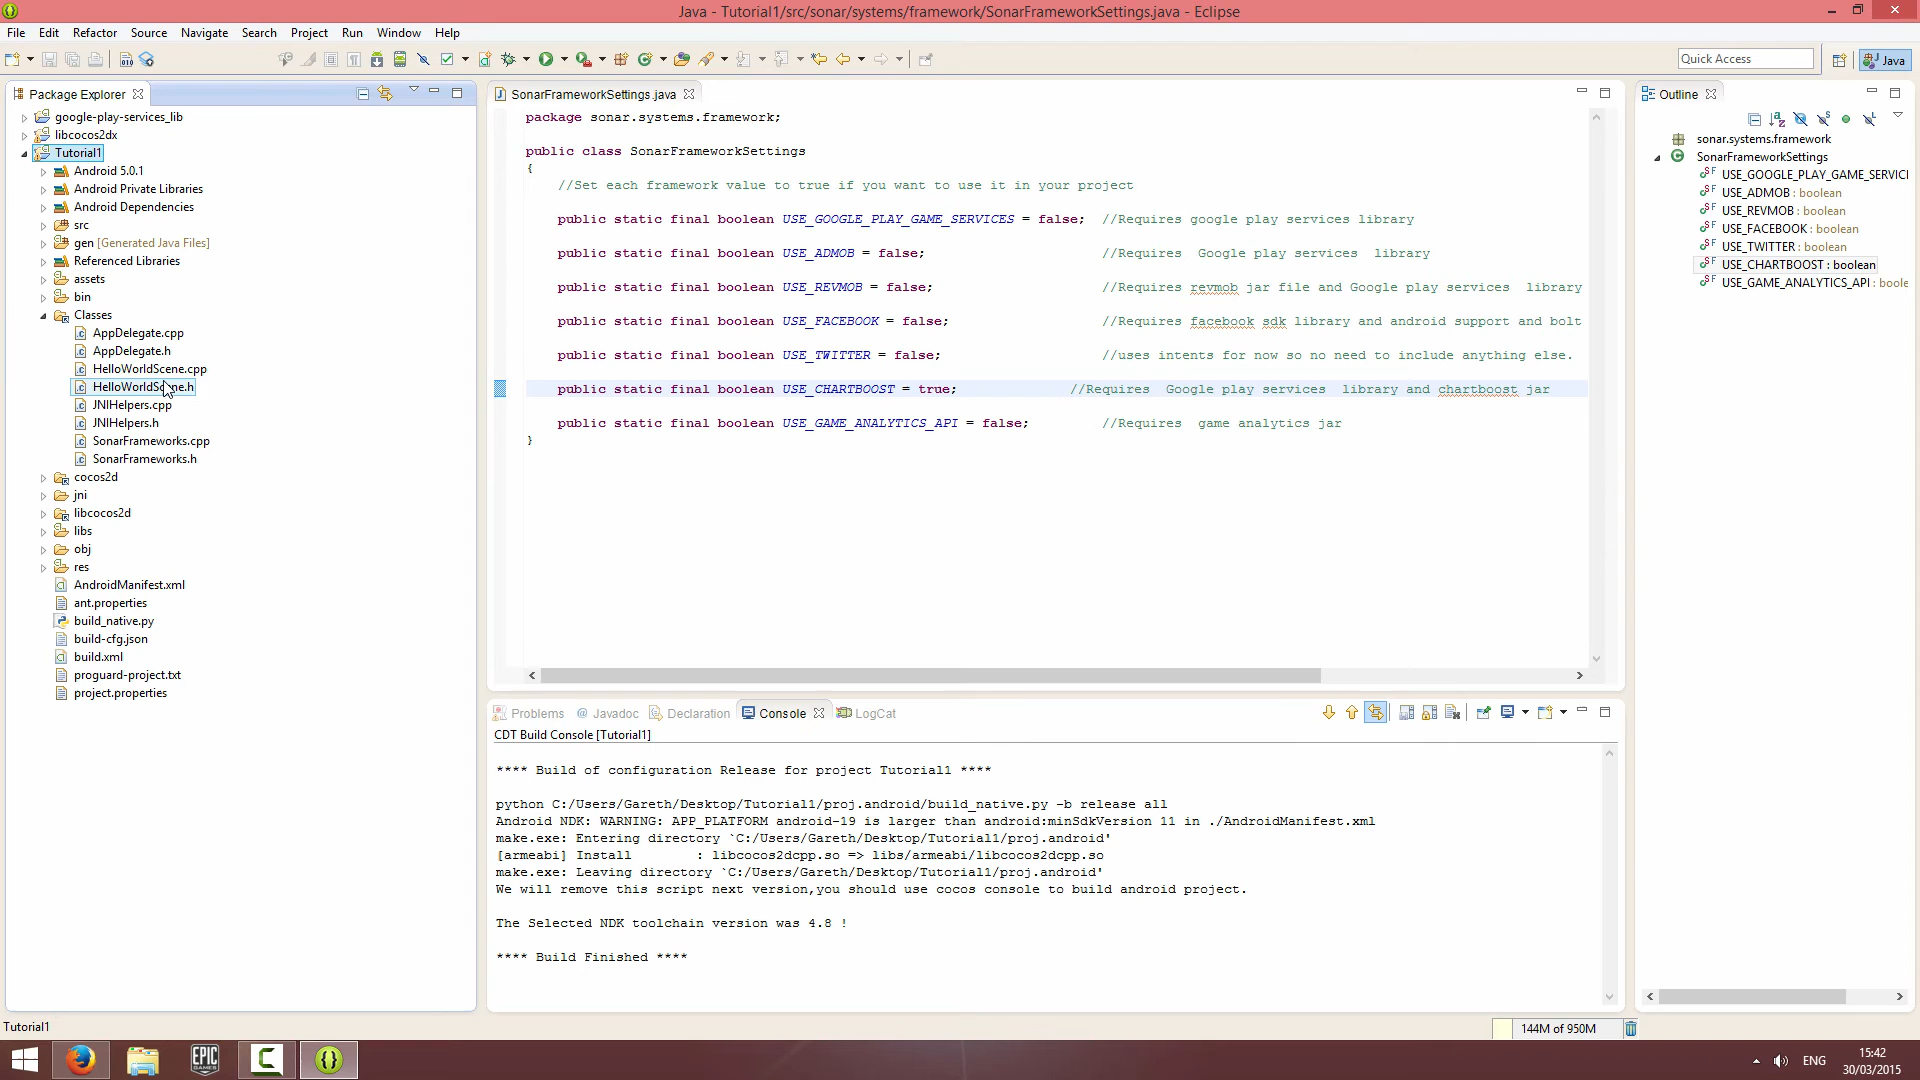 Java - Tutorial1/src/sonar/systems/framework/SonarFrameworkSettings.java - Eclipse
File Edit Refactor Source Navigate Search Project Run Window Help
Quick Access
Java
Package Explorer
google-play-services_lib
libcocos2dx
Tutorial1
Android 5.0.1
Android Private Libraries
Android Dependencies
src
gen [Generated Java Files]
Referenced Libraries
assets
bin
Classes
AppDelegate.cpp
AppDelegate.h
HelloWorldScene.cpp
HelloWorldScene.h
JNIHelpers.cpp
JNIHelpers.h
SonarFrameworks.cpp
SonarFrameworks.h
cocos2d
jni
libcocos2d
libs
obj
res
AndroidManifest.xml
ant.properties
build_native.py
build-cfg.json
build.xml
proguard-project.txt
project.properties
SonarFrameworkSettings.java
package sonar.systems.framework;
public class SonarFrameworkSettings
{
//Set each framework value to true if you want to use it in your project
public static final boolean USE_GOOGLE_PLAY_GAME_SERVICES = false; //Requires google play services library
public static final boolean USE_ADMOB = false; //Requires Google play services library
public static final boolean USE_REVMOB = false; //Requires revmob jar file and Google play services library
public static final boolean USE_FACEBOOK = false; //Requires facebook sdk library and android support and bolt
public static final boolean USE_TWITTER = false; //uses intents for now so no need to include anything else.
public static final boolean USE_CHARTBOOST = true; //Requires Google play services library and chartboost jar
public static final boolean USE_GAME_ANALYTICS_API = false; //Requires game analytics jar
}
Outline
sonar.systems.framework
SonarFrameworkSettings
USE_GOOGLE_PLAY_GAME_SERVICI
USE_ADMOB : boolean
USE_REVMOB : boolean
USE_FACEBOOK : boolean
USE_TWITTER : boolean
USE_CHARTBOOST : boolean
USE_GAME_ANALYTICS_API : boole
Problems @ Javadoc Declaration Console LogCat
CDT Build Console [Tutorial1]
**** Build of configuration Release for project Tutorial1 ****
python C:/Users/Gareth/Desktop/Tutorial1/proj.android/build_native.py -b release all
Android NDK: WARNING: APP_PLATFORM android-19 is larger than android:minSdkVersion 11 in ./AndroidManifest.xml
make.exe: Entering directory `C:/Users/Gareth/Desktop/Tutorial1/proj.android'
[armeabi] Install : libcocos2dcpp.so => libs/armeabi/libcocos2dcpp.so
make.exe: Leaving directory `C:/Users/Gareth/Desktop/Tutorial1/proj.android'
We will remove this script next version,you should use cocos console to build android project.
The Selected NDK toolchain version was 4.8 !
**** Build Finished ****
Tutorial1
144M of 950M
EPIC GAMES
ENG
15:42
30/03/2015